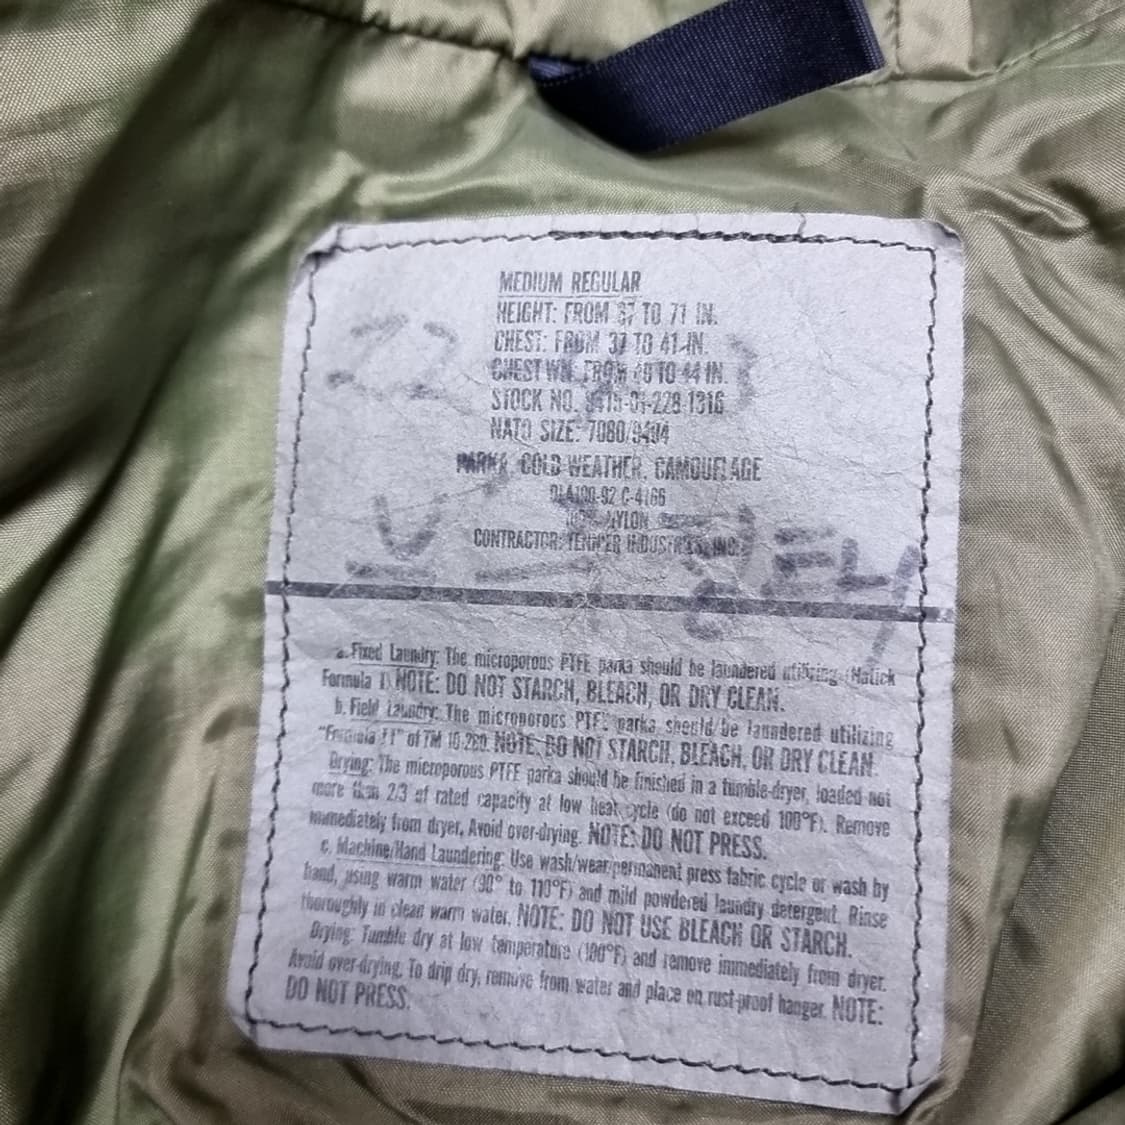 MEDIUM REGULAR
HEIGHT: FROM 67 TO 71 IN.
CHEST: FROM 37 TO 41 IN.
FROM 40 TO 44 IN.
STOCK NO. 8415-01-228-1316
NATO SIZE: 7080/9404
PARKA, COLD WEATHER, CAMOUFLAGE
DLA100-92 C-4166
100% NYLON
CONTRACTOR: INDUSTRIES, INC.
a. Fixed Laundry: The microporous PTFE parka should be laundered utilizing Natick
Formula I. NOTE: DO NOT STARCH, BLEACH, OR DRY CLEAN.
b. Field Laundry: The microporous PTFE parka should be laundered utilizing
"Formula II" of TM 10-280. NOTE: DO NOT STARCH, BLEACH, OR DRY CLEAN.
Drying: The microporous PTFE parka should be finished in a tumble-dryer, loaded not
more than 2/3 of rated capacity at low heat cycle (do not exceed 100°F). Remove
immediately from dryer. Avoid over-drying. NOTE: DO NOT PRESS.
c. Machine/Hand Laundering: Use wash/wear/permanent press fabric cycle or wash by
hand, using warm water (90° to 110°F) and mild powdered laundry detergent. Rinse
thoroughly in clean warm water. NOTE: DO NOT USE BLEACH OR STARCH.
Drying: Tumble dry at low temperature (100°F) and remove immediately from dryer.
Avoid over-drying. To drip dry, remove from water and place on rust-proof hanger. NOTE:
DO NOT PRESS.